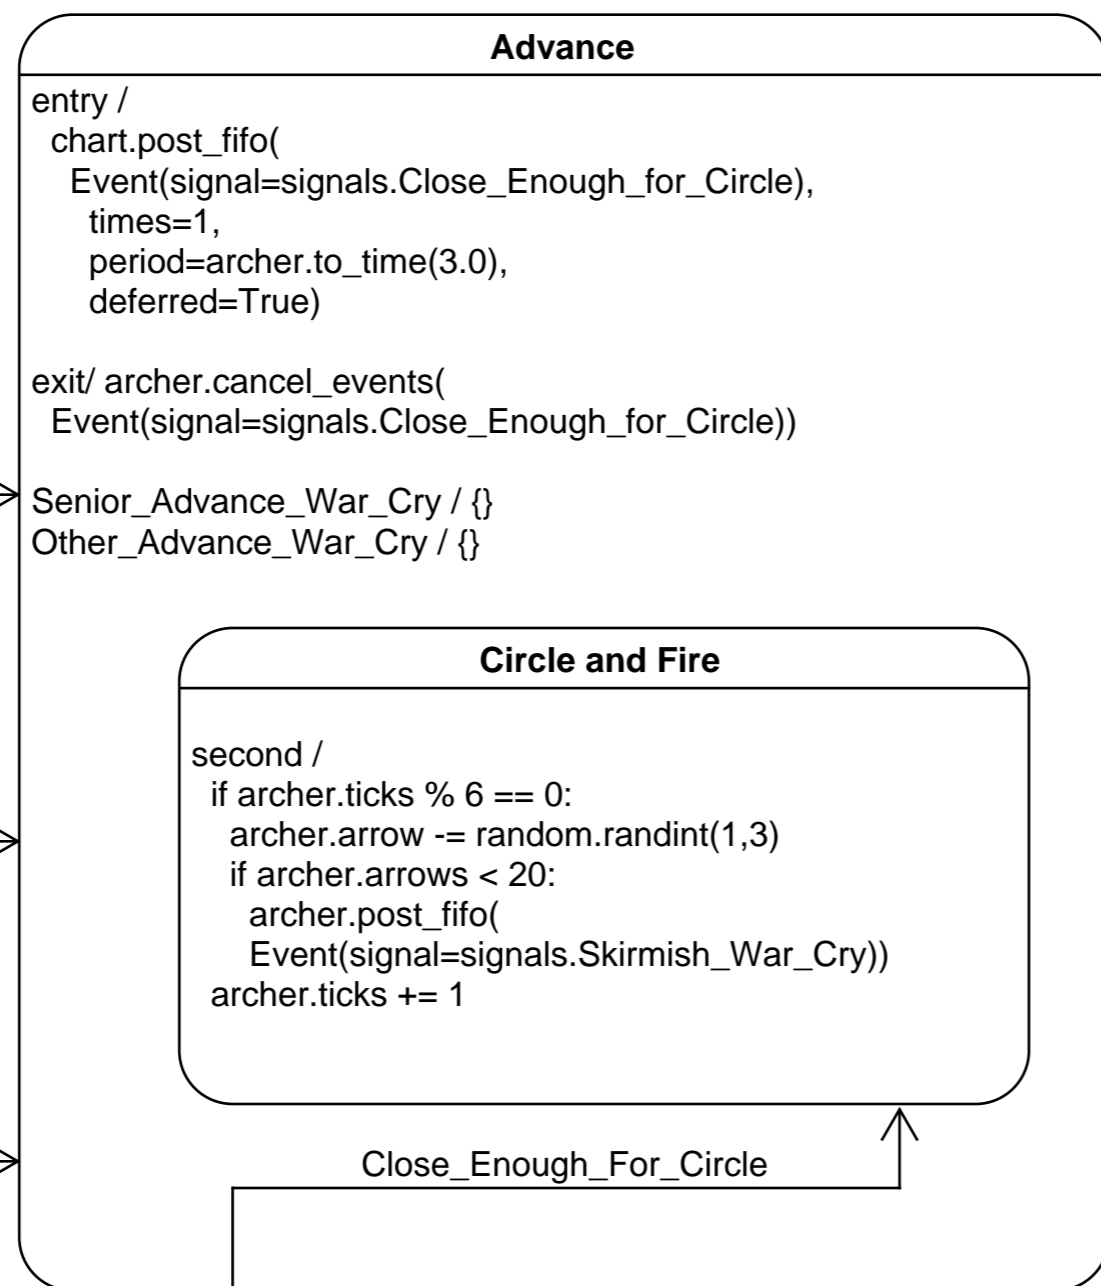 Advance
entry /
chart.post_fifo(
Event(signal=signals.Close_Enough_for_Circle),
times=1,
period=archer.to_time(3.0),
deferred=True)
exit/ archer.cancel_events(
Event(signal=signals.Close_Enough_for_Circle))
Senior_Advance_War_Cry / {}
Other_Advance_War_Cry / {}
Circle and Fire
second /
if archer.ticks % 6 == 0:
archer.arrow -= random.randint(1,3)
if archer.arrows < 20:
archer.post_fifo(
Event(signal=signals.Skirmish_War_Cry))
archer.ticks += 1
Close_Enough_For_Circle